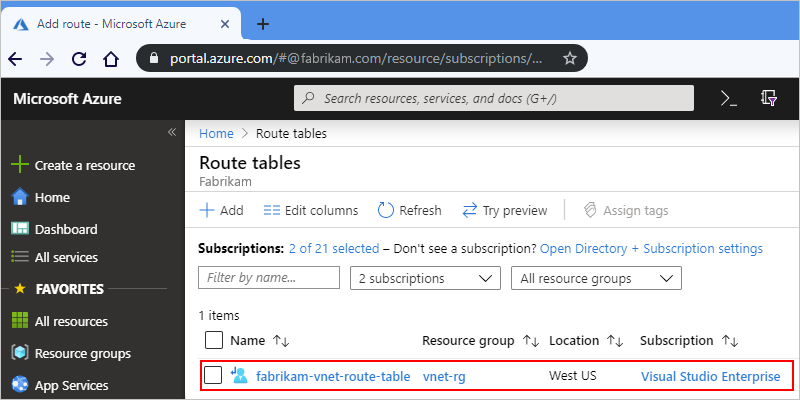 Add route - Microsoft Azure
portal.azure.com/#@fabrikam.com/resource/subscriptions/...
Microsoft Azure
Search resources, services, and docs (G+/)
Home > Route tables
Create a resource
Home
Dashboard
All services
FAVORITES
All resources
Resource groups
App Services
Route tables
Fabrikam
Add
Edit columns
Refresh
Try preview
Assign tags
Subscriptions: 2 of 21 selected – Don't see a subscription? Open Directory + Subscription settings
Filter by name...
2 subscriptions
All resource groups
1 items
Name Resource group Location Subscription
fabrikam-vnet-route-table vnet-rg West US Visual Studio Enterprise